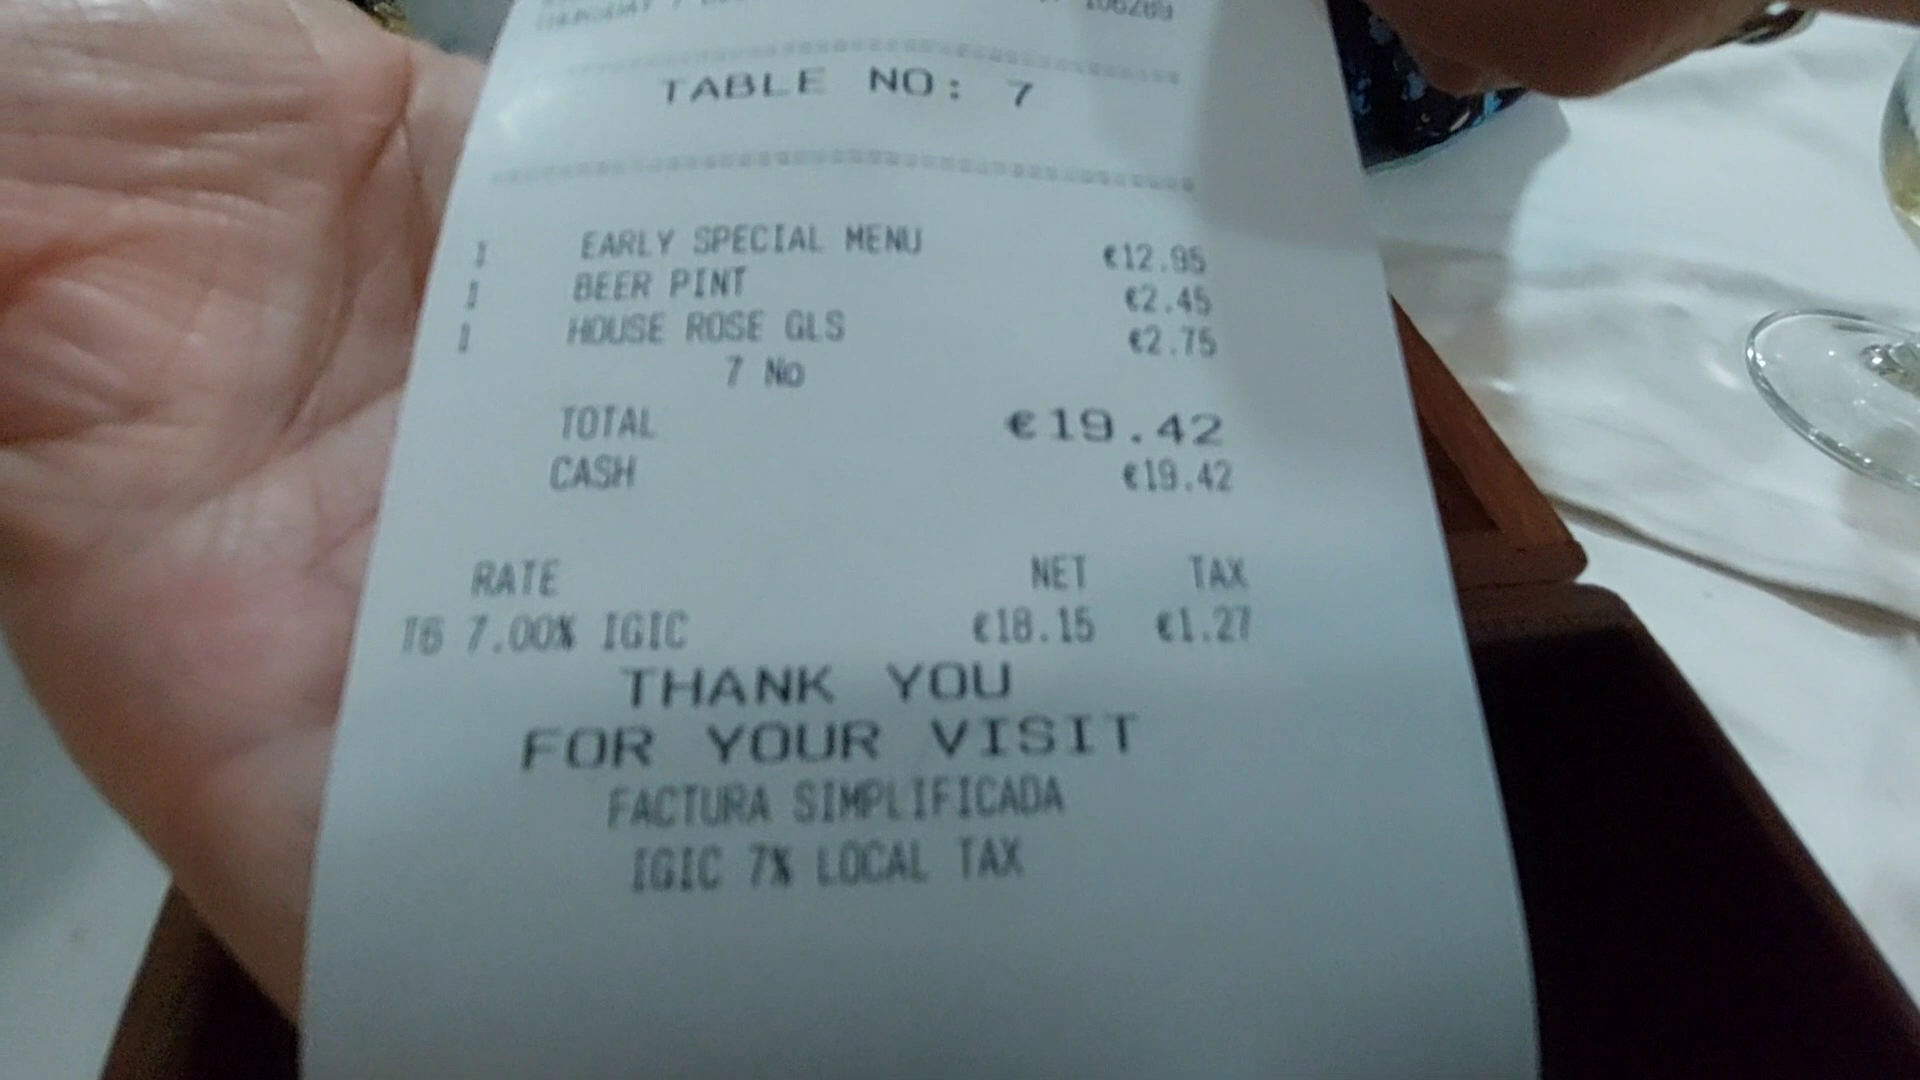 106289
TABLE NO: 7
1 EARLY SPECIAL MENU €12.95
1 BEER PINT €2.45
1 HOUSE ROSE GLS €2.75
7 No
TOTAL €19.42
CASH €19.42
RATE NET TAX
T6 7.00% IGIC €18.15 €1.27
THANK YOU
FOR YOUR VISIT
FACTURA SIMPLIFICADA
IGIC 7% LOCAL TAX